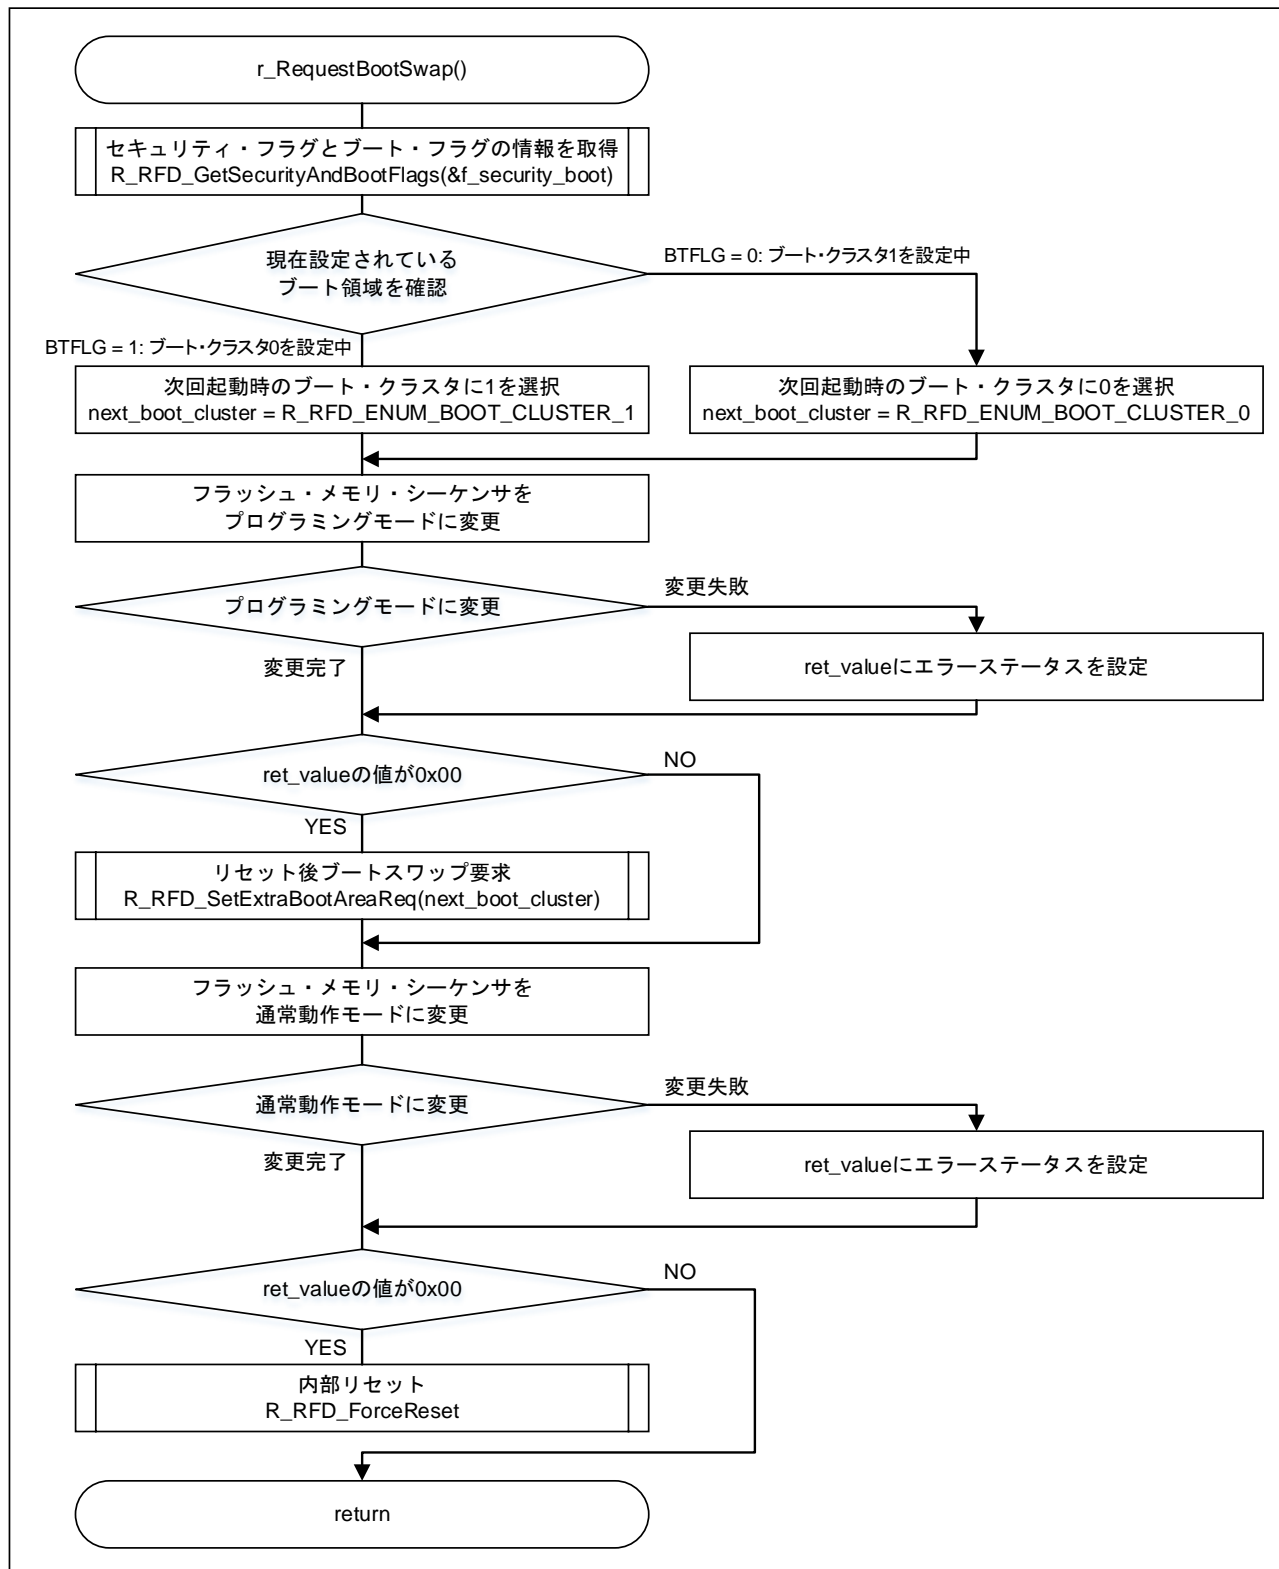 r_RequestBootSwap()
セキュリティ・フラグとブート・フラグの情報を取得
R_RFD_GetSecurityAndBootFlags(&f_security_boot)
現在設定されている
ブート領域を確認
BTFLG = 0: ブート・クラスタ1を設定中
BTFLG = 1: ブート・クラスタ0を設定中
次回起動時のブート・クラスタに1を選択
next_boot_cluster = R_RFD_ENUM_BOOT_CLUSTER_1
次回起動時のブート・クラスタに0を選択
next_boot_cluster = R_RFD_ENUM_BOOT_CLUSTER_0
フラッシュ・メモリ・シーケンサを
プログラミングモードに変更
プログラミングモードに変更
変更失敗
変更完了
ret_valueにエラーステータスを設定
ret_valueの値が0x00
NO
YES
リセット後ブートスワップ要求
R_RFD_SetExtraBootAreaReq(next_boot_cluster)
フラッシュ・メモリ・シーケンサを
通常動作モードに変更
通常動作モードに変更
変更失敗
変更完了
ret_valueにエラーステータスを設定
ret_valueの値が0x00
NO
YES
内部リセット
R_RFD_ForceReset
return